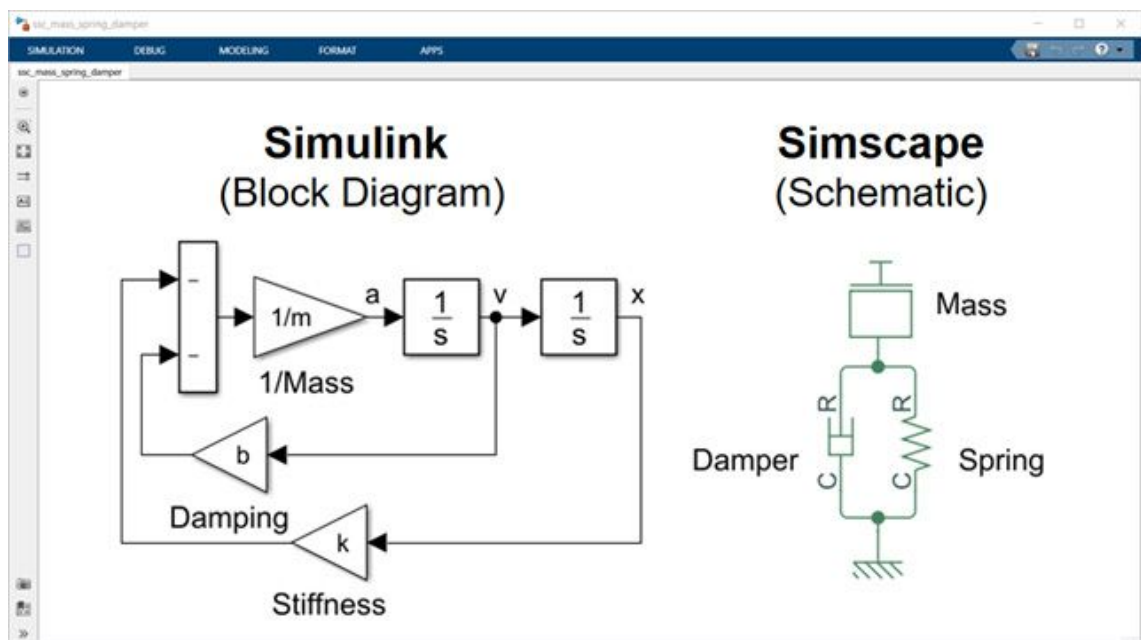 ssc_mass_spring_damper
SIMULATION DEBUG MODELING FORMAT APPS
ssc_mass_spring_damper
Simulink
(Block Diagram)
Simscape
(Schematic)
−
−
1/m
a
1
s
v
1
s
x
1/Mass
b
Damping
k
Stiffness
Mass
R
R
Damper
Spring
C
C